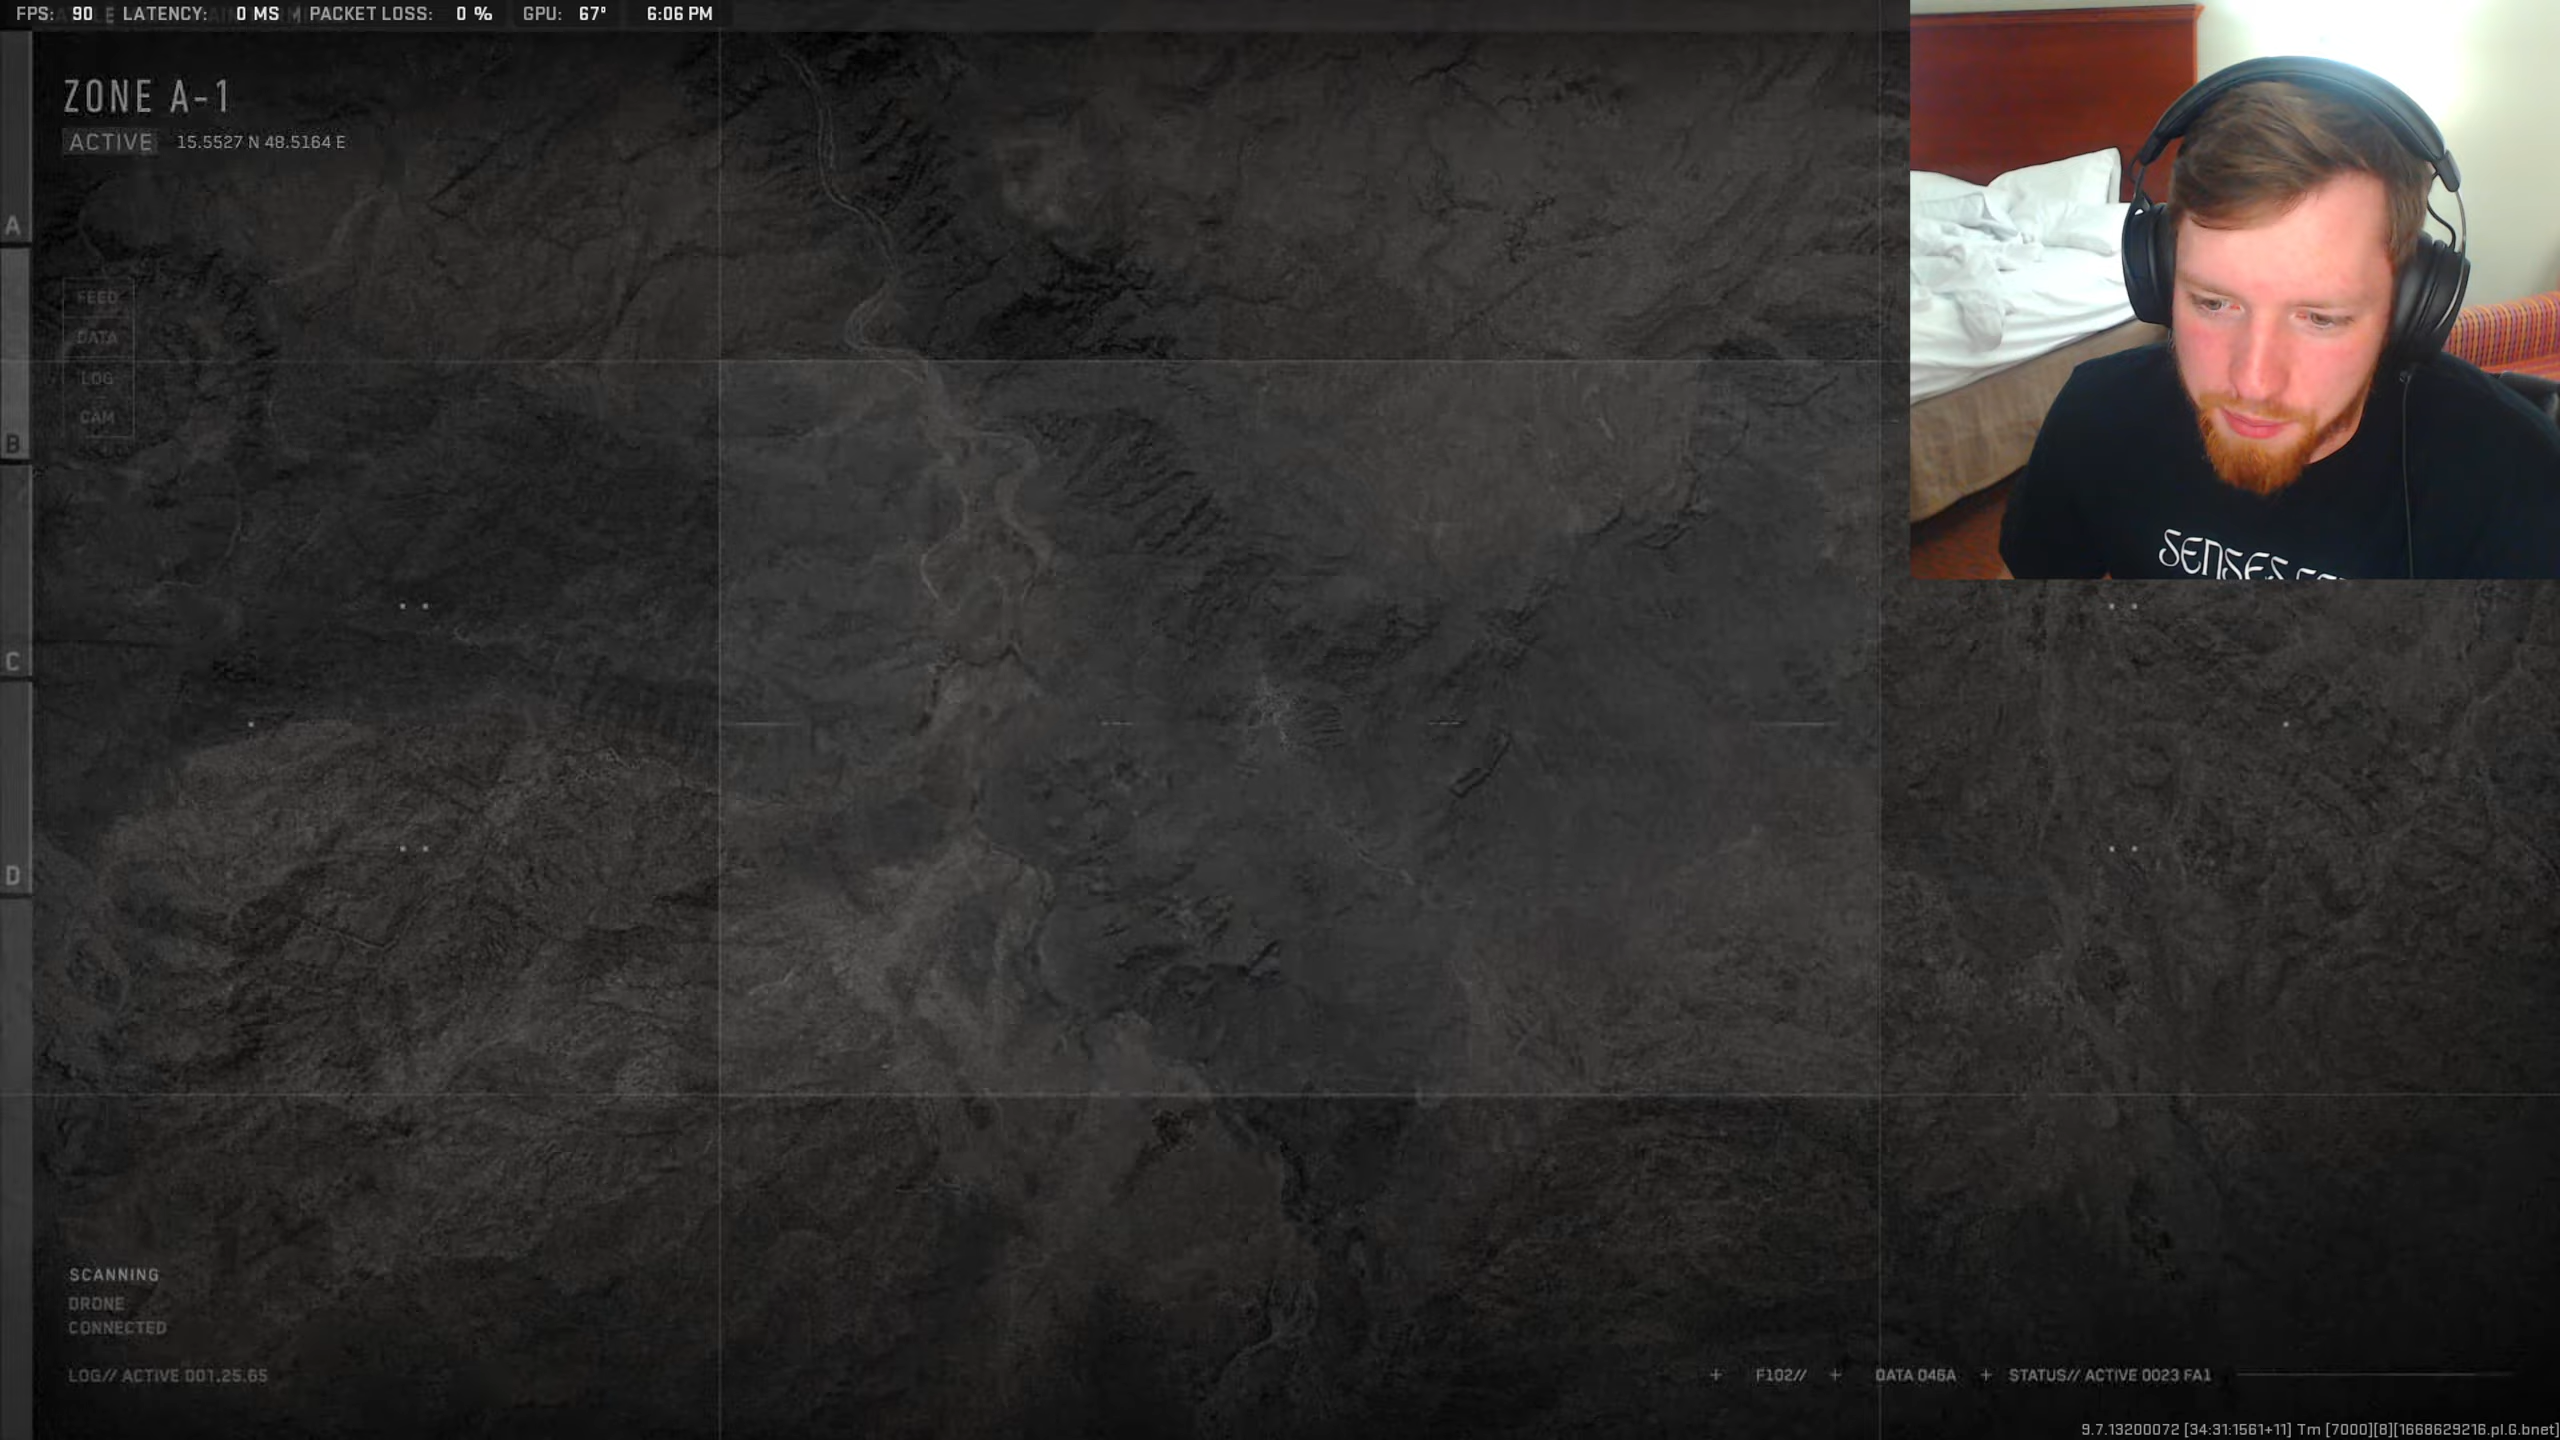 FPS: 90 LATENCY: 0 MS PACKET LOSS: 0 % GPU: 67° 6:06 PM
ZONE A-1
ACTIVE 15.5527 N 48.5164 E
A
FEED
DATA
LOG
CAM
B
SENSES
C
D
SCANNING
DRONE
CONNECTED
LOG// ACTIVE 001.25.65
+ F102// + DATA 046A + STATUS// ACTIVE 0023 FA1
9.7.13200072 [34:31:1561+11] Tm [7000][8][1668629216.pl.G.bnet]